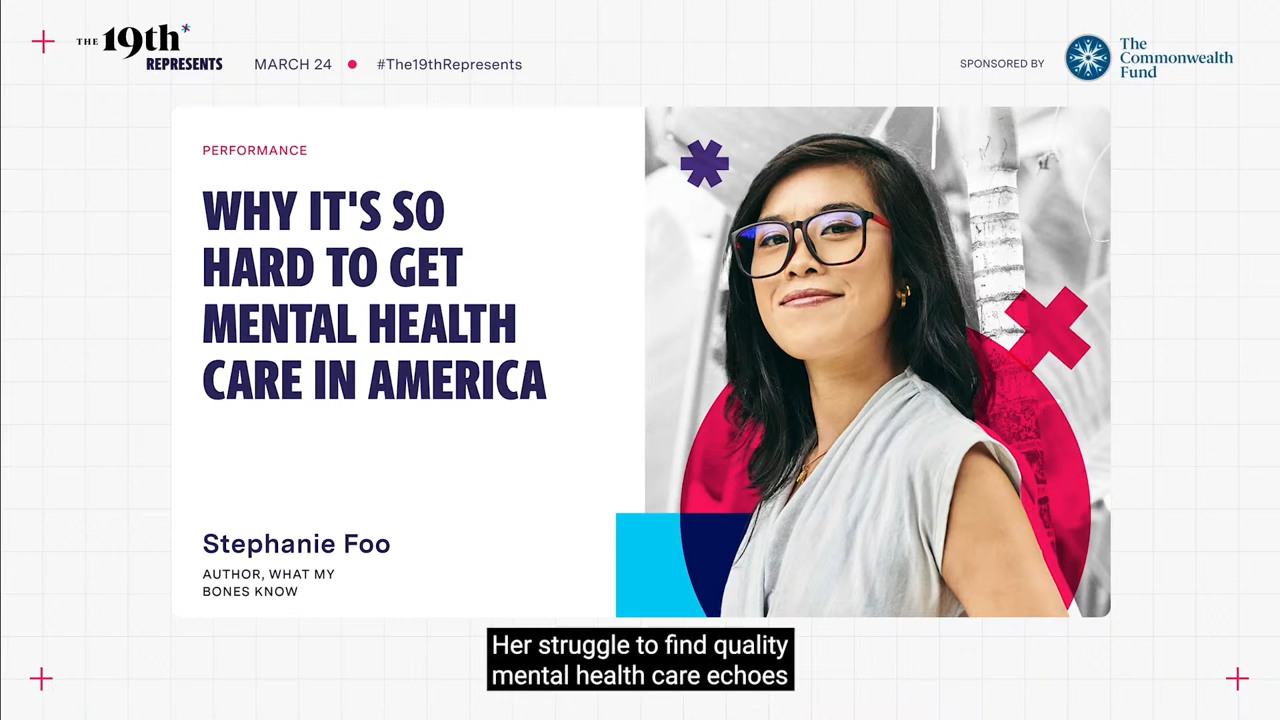 THE 19th*
REPRESENTS
MARCH 24 • #The19thRepresents
SPONSORED BY
The
Commonwealth
Fund
PERFORMANCE
WHY IT'S SO
HARD TO GET
MENTAL HEALTH
CARE IN AMERICA
Stephanie Foo
AUTHOR, WHAT MY
BONES KNOW
Her struggle to find quality
mental health care echoes